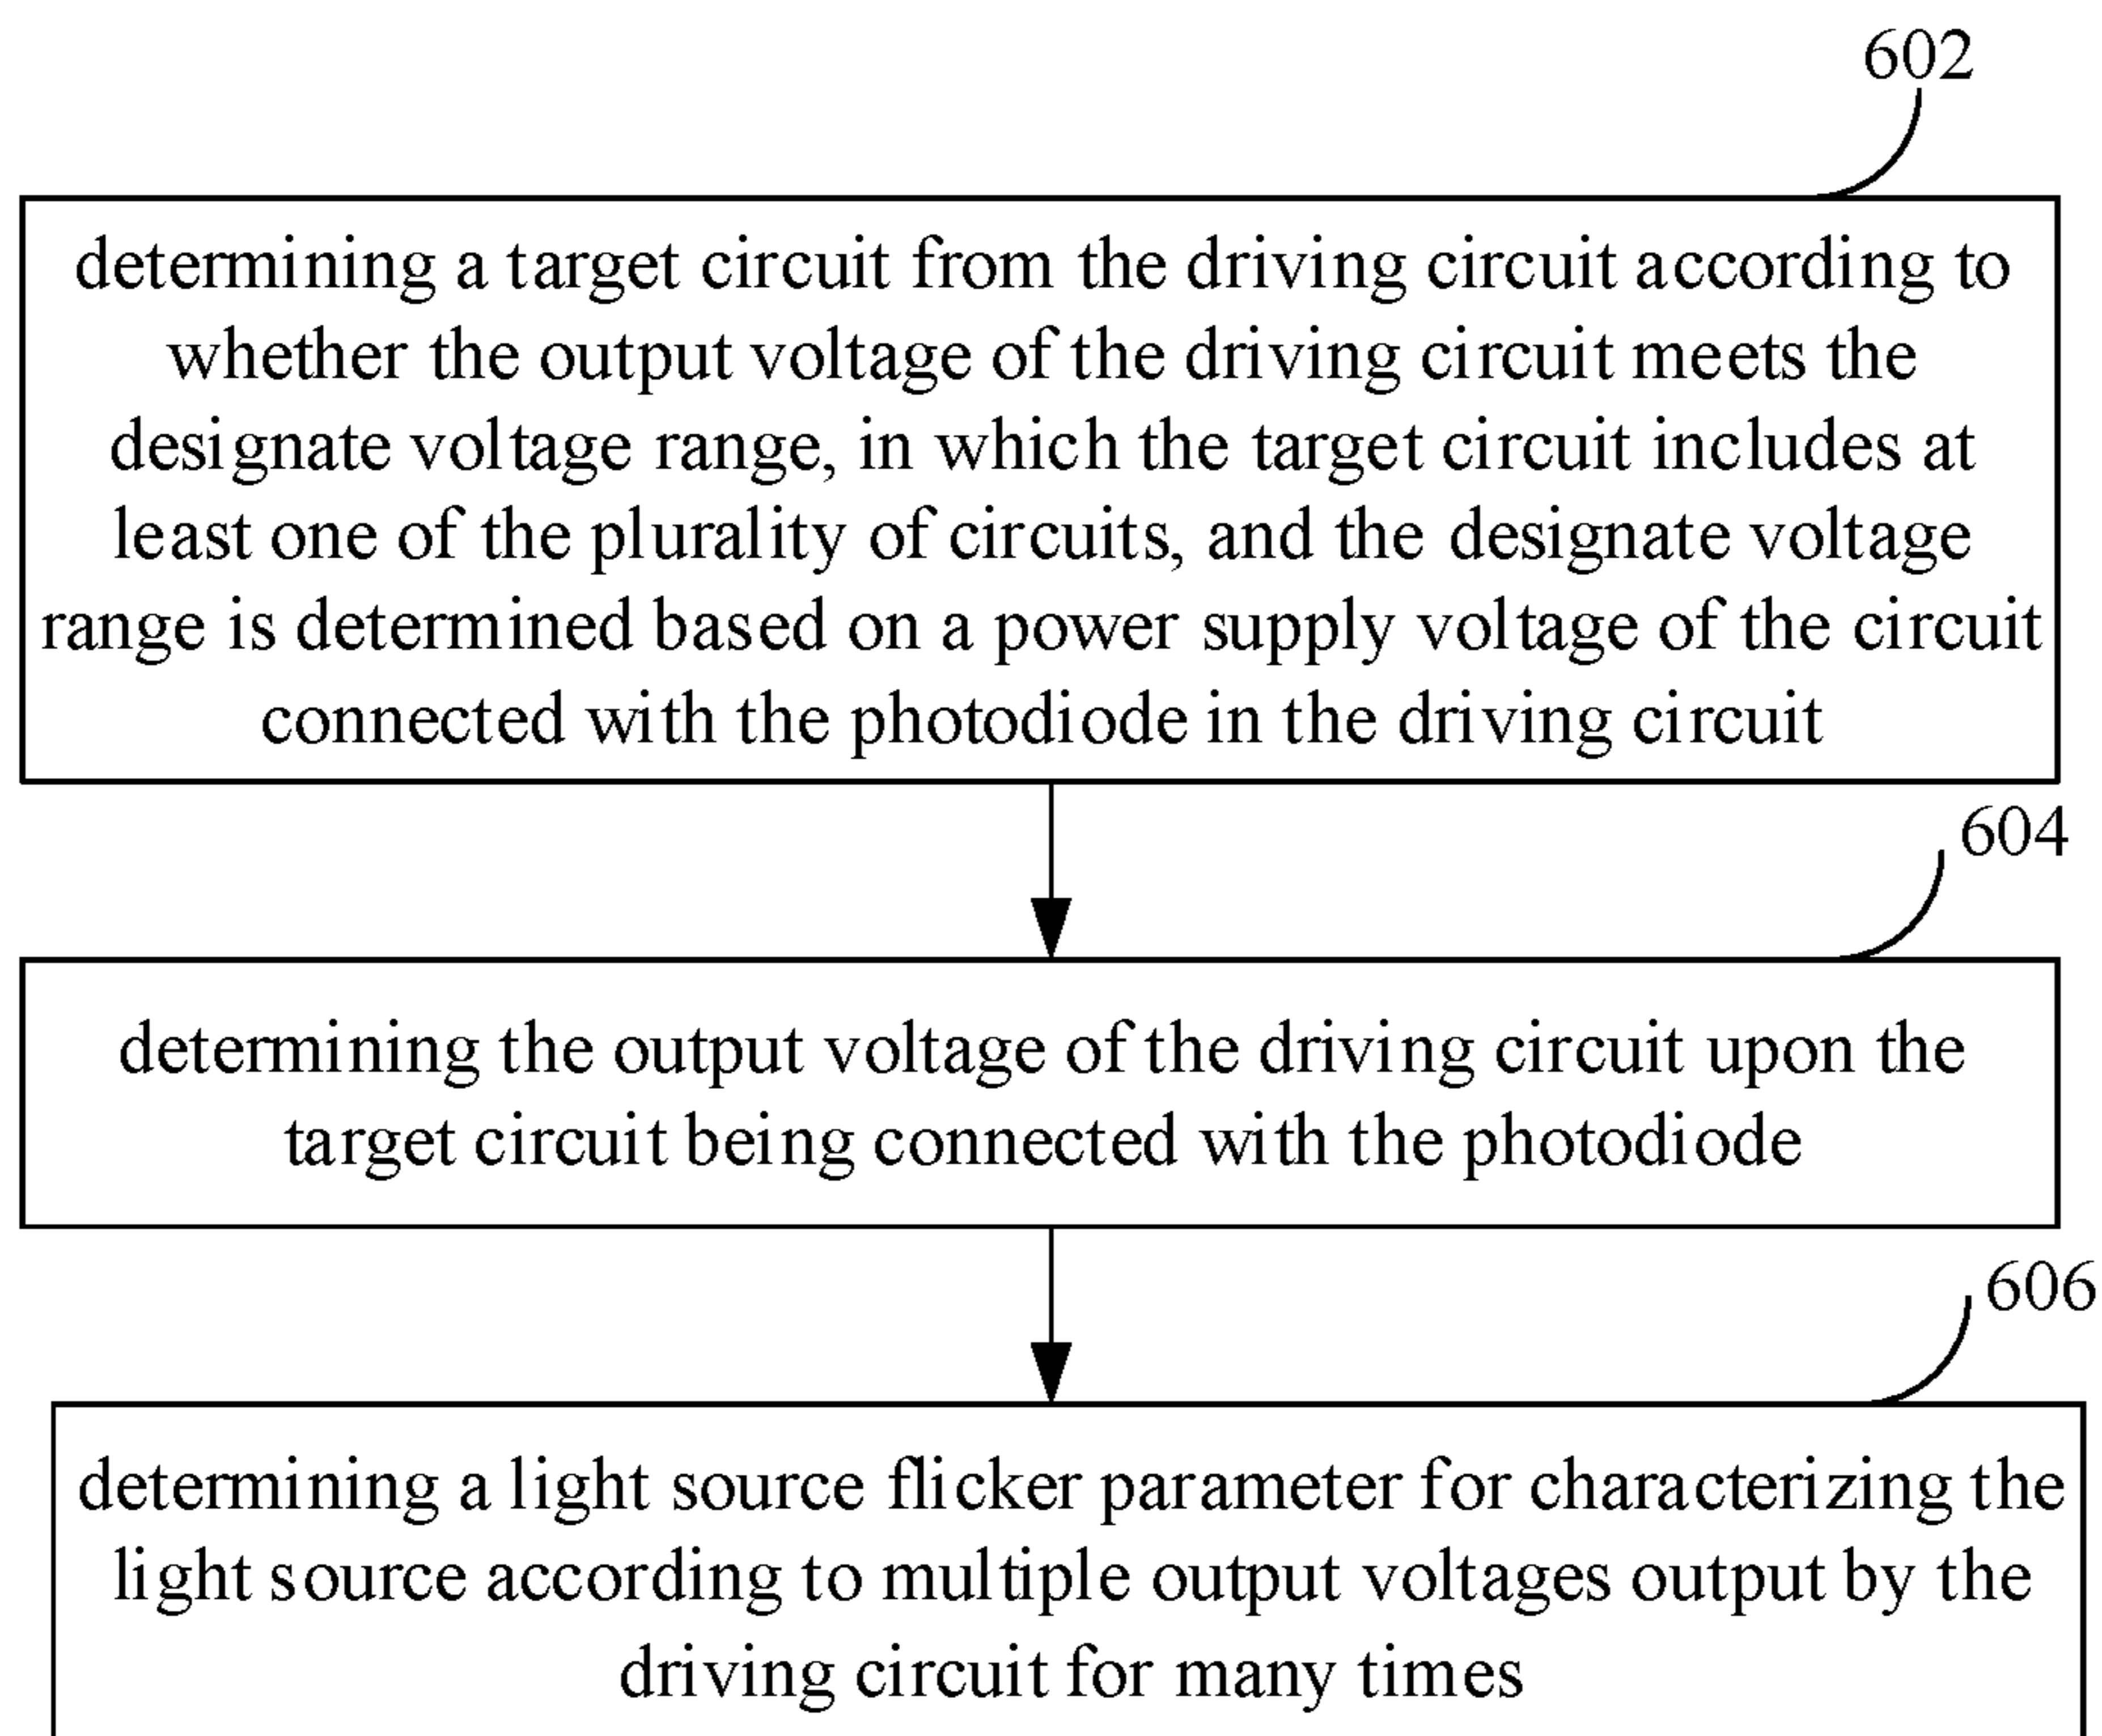 602
determining a target circuit from the driving circuit according to
whether the output voltage of the driving circuit meets the
designate voltage range, in which the target circuit includes at
least one of the plurality of circuits, and the designate voltage
range is determined based on a power supply voltage of the circuit
connected with the photodiode in the driving circuit
604
determining the output voltage of the driving circuit upon the
target circuit being connected with the photodiode
606
determining a light source flicker parameter for characterizing the
light source according to multiple output voltages output by the
driving circuit for many times